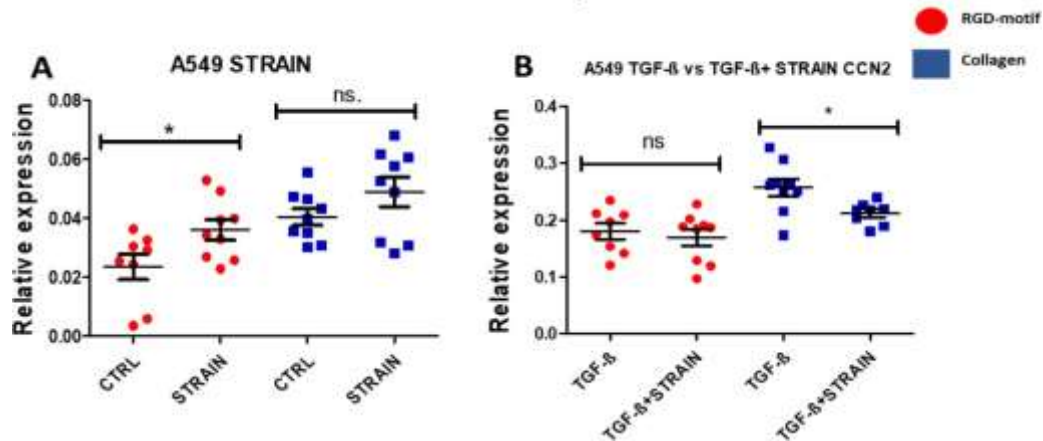 RGD-motif
Collagen
A
A549 STRAIN
Relative expression
0.08
0.06
0.04
0.02
0.00
*
ns.
CTRL
STRAIN
CTRL
STRAIN
B
A549 TGF-ß vs TGF-ß+ STRAIN CCN2
Relative expression
0.4
0.3
0.2
0.1
0.0
ns
*
TGF-ß
TGF-ß+STRAIN
TGF-ß
TGF-ß+STRAIN